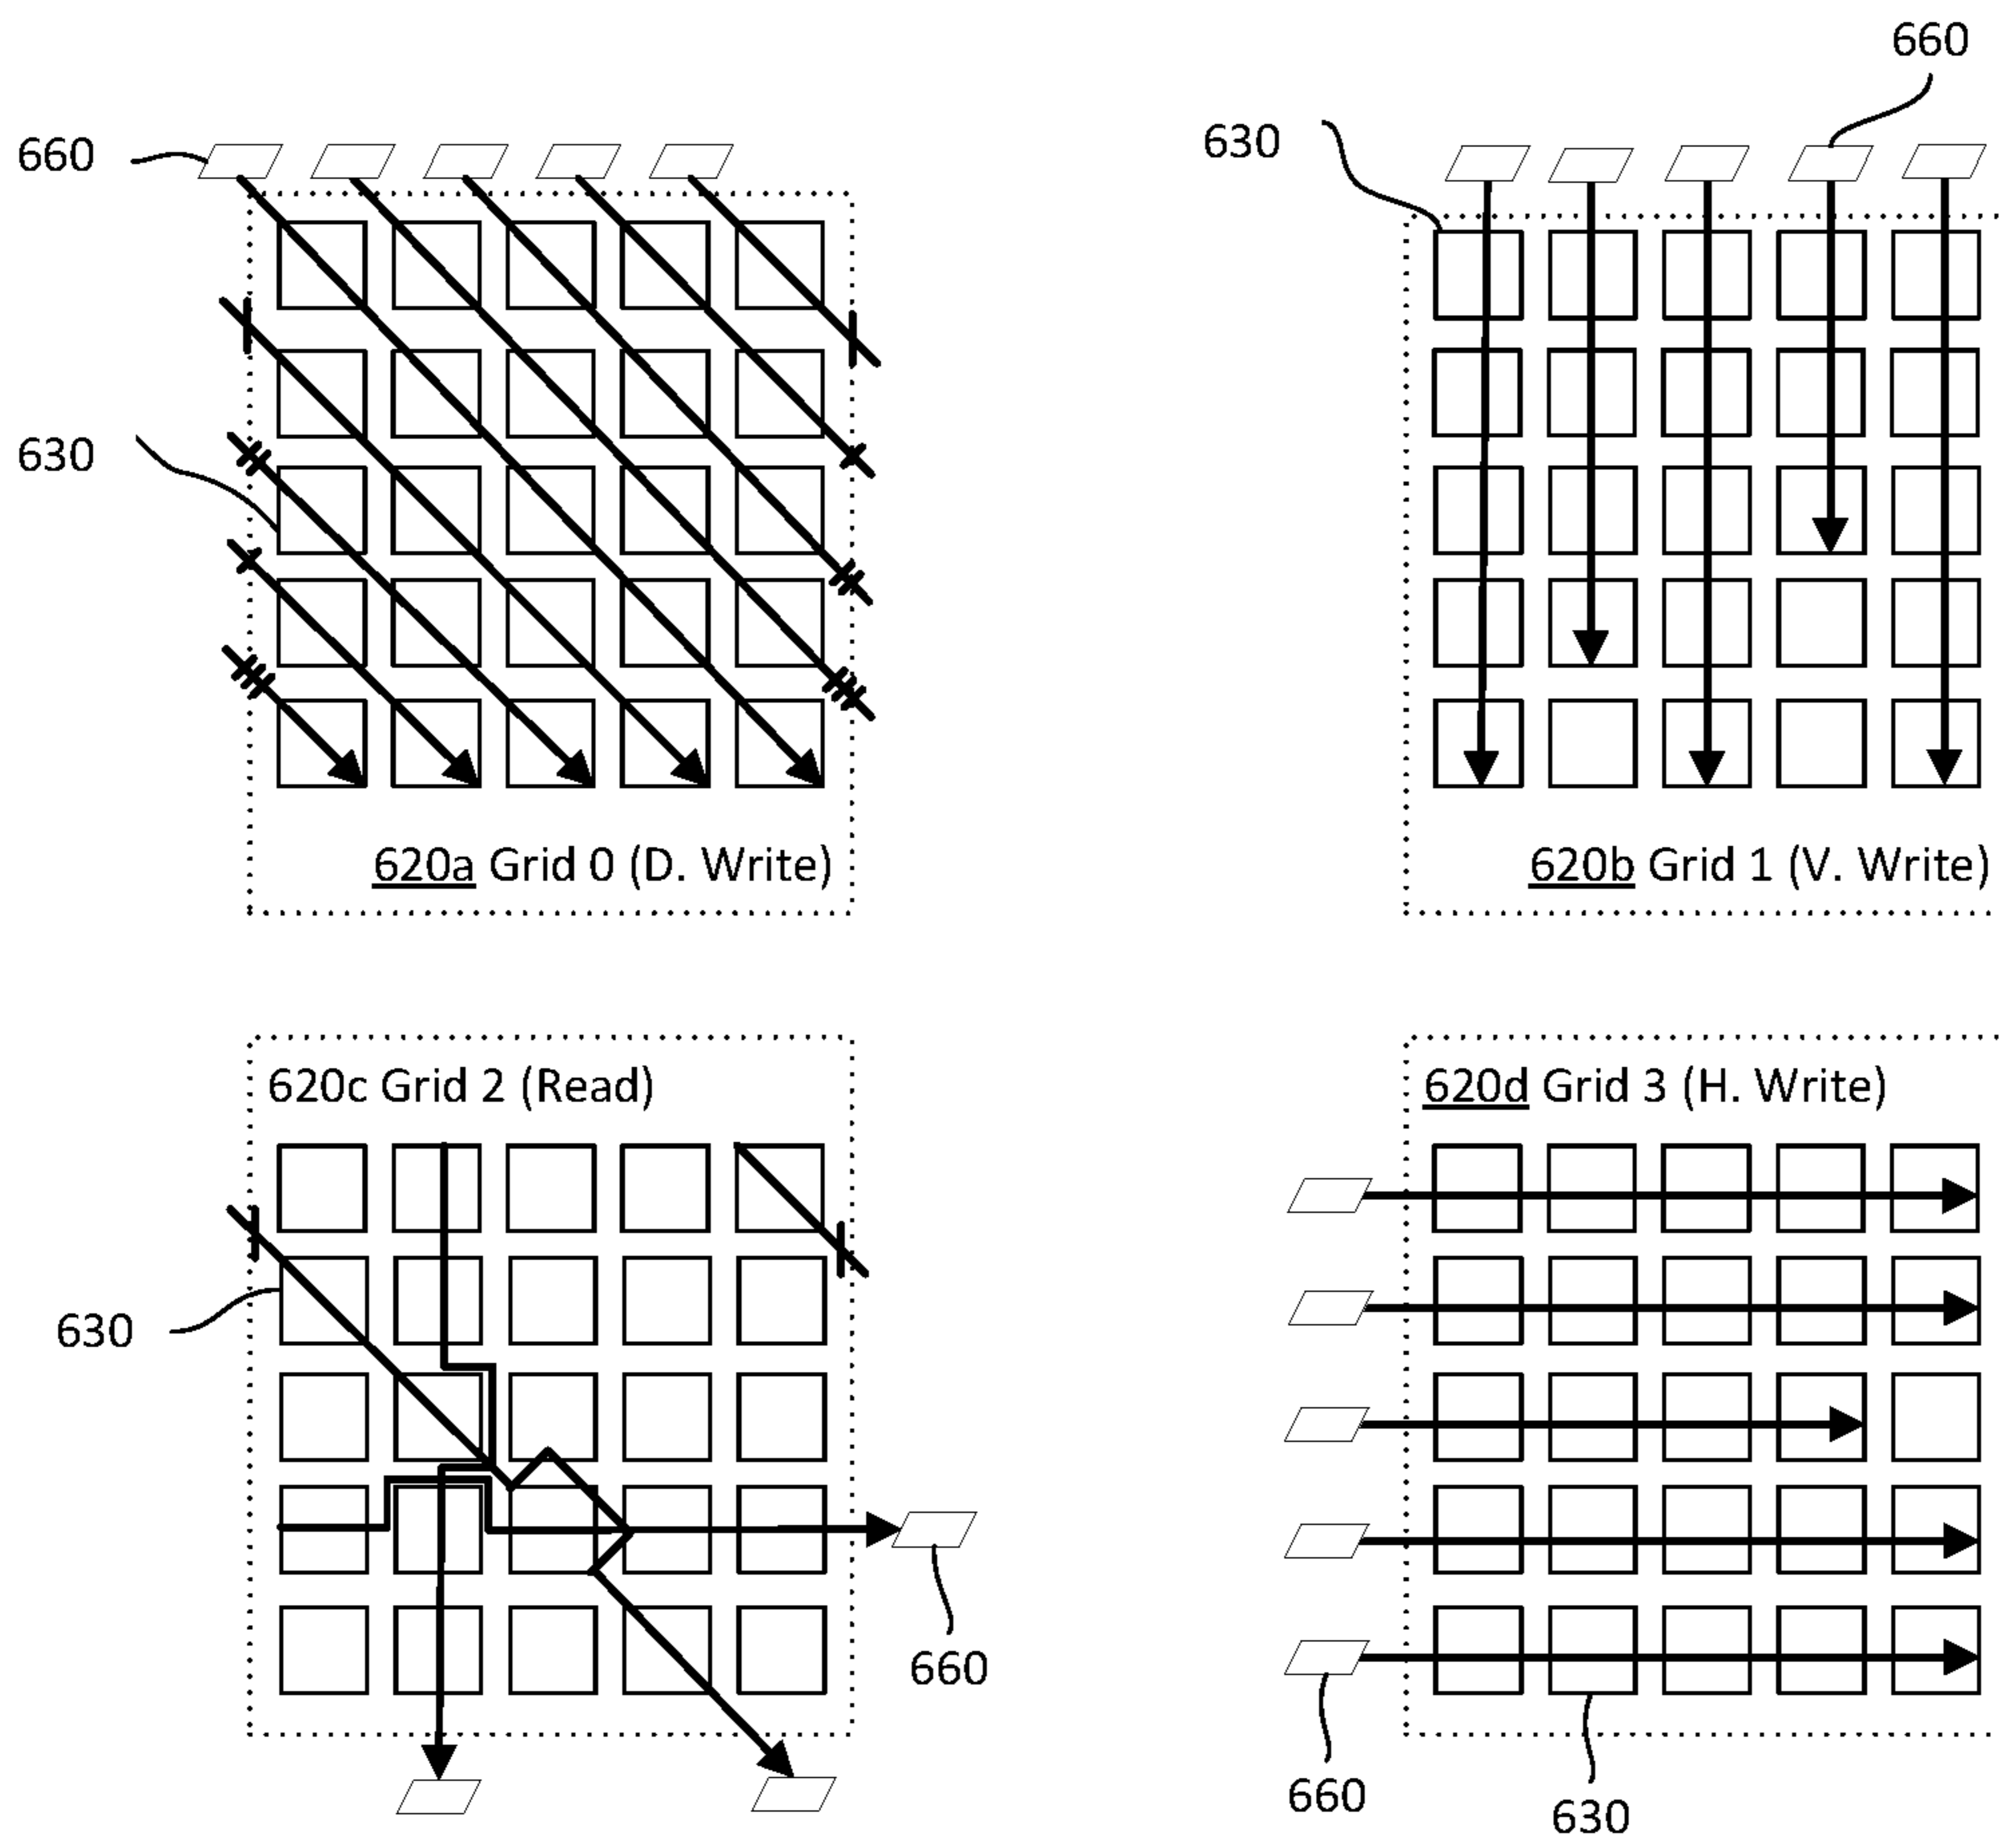 660
660
630
630
620a Grid 0 (D. Write)
620b Grid 1 (V. Write)
620c Grid 2 (Read)
620d Grid 3 (H. Write)
630
660
660
630